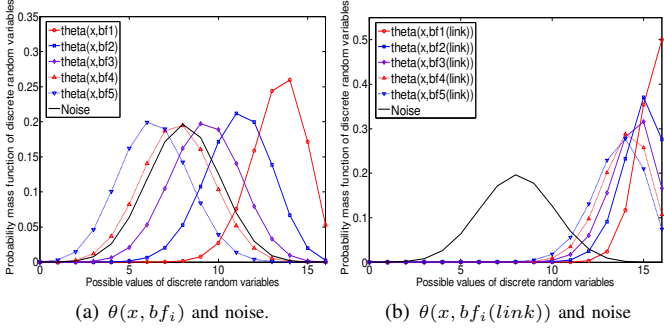 Probability mass function of discrete random variables
0.35
0.3
0.25
0.2
0.15
0.1
0.05
0
theta(x,bf1)
theta(x,bf2)
theta(x,bf3)
theta(x,bf4)
theta(x,bf5)
Noise
0 5 10 15
Possible values of discrete random variables
(a) θ(x, bf_i) and noise.
Probability mass function of discrete random variables
0.5
0.4
0.3
0.2
0.1
0
theta(x,bf1(link))
theta(x,bf2(link))
theta(x,bf3(link))
theta(x,bf4(link))
theta(x,bf5(link))
Noise
0 5 10 15
Possible values of discrete random variables
(b) θ(x, bf_i(link)) and noise